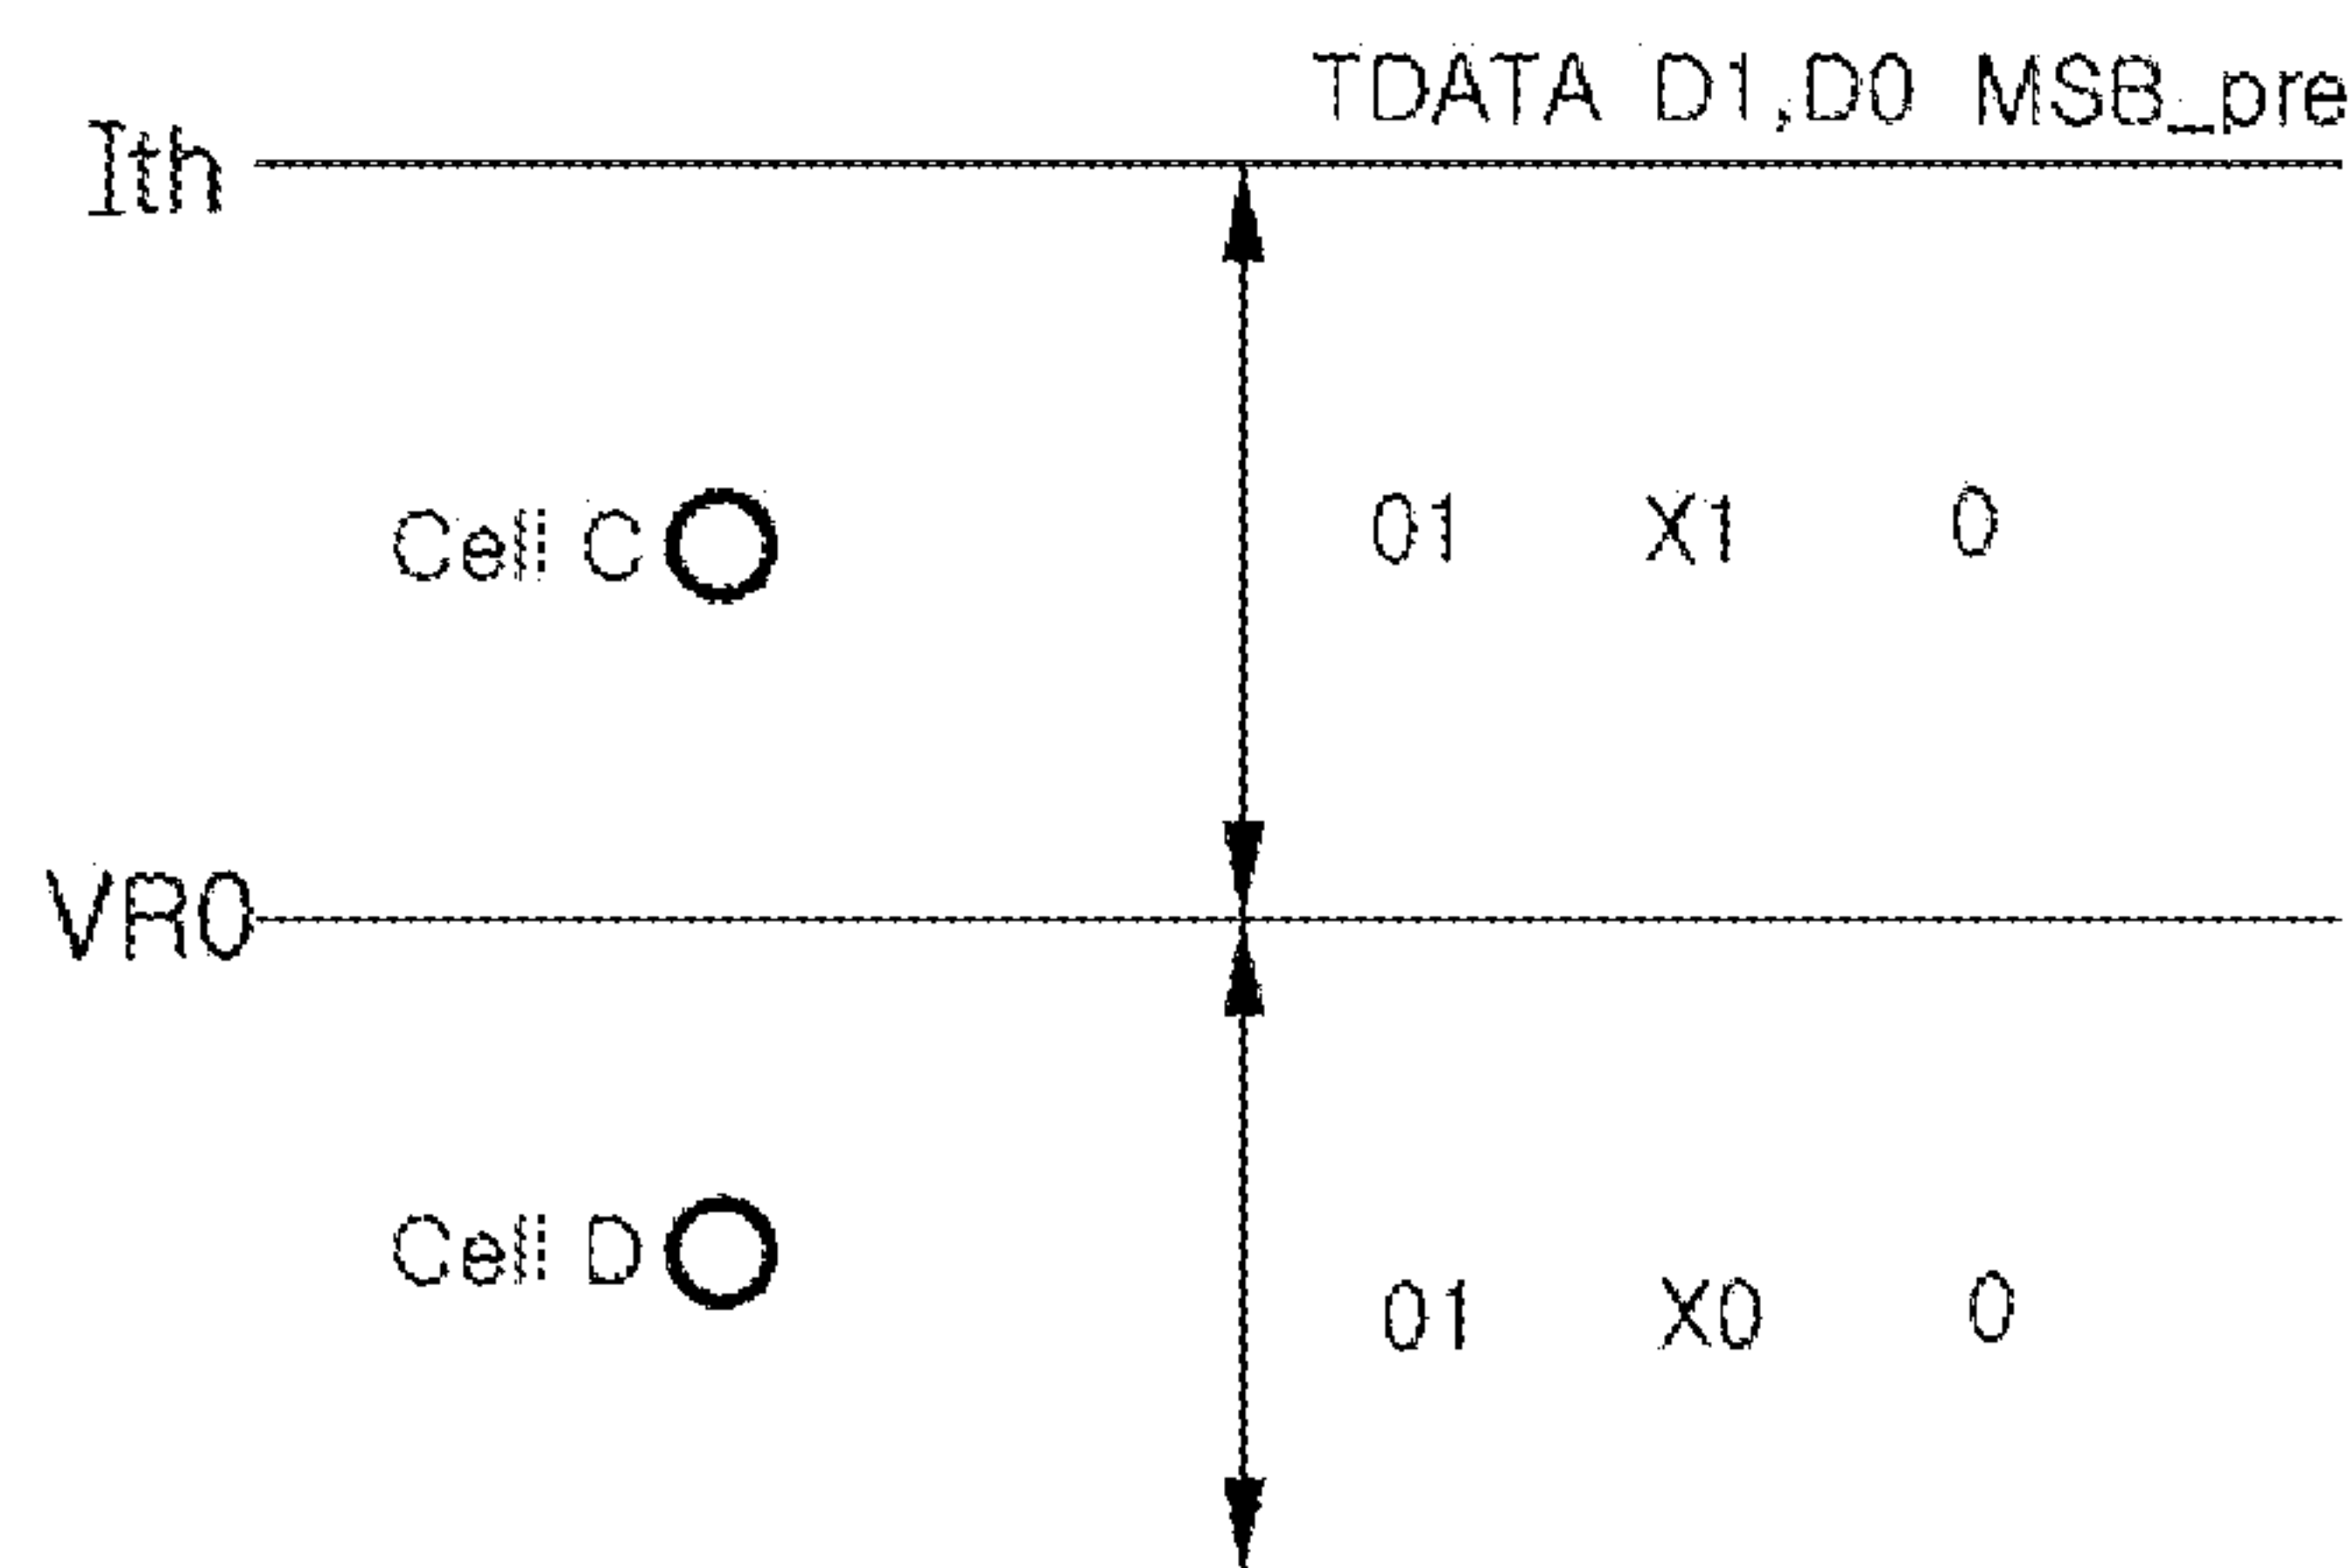 TDATA D1,D0 MSB_pre
Ith
Cell C 01 X1 0
VR0
Cell D 01 X0 0